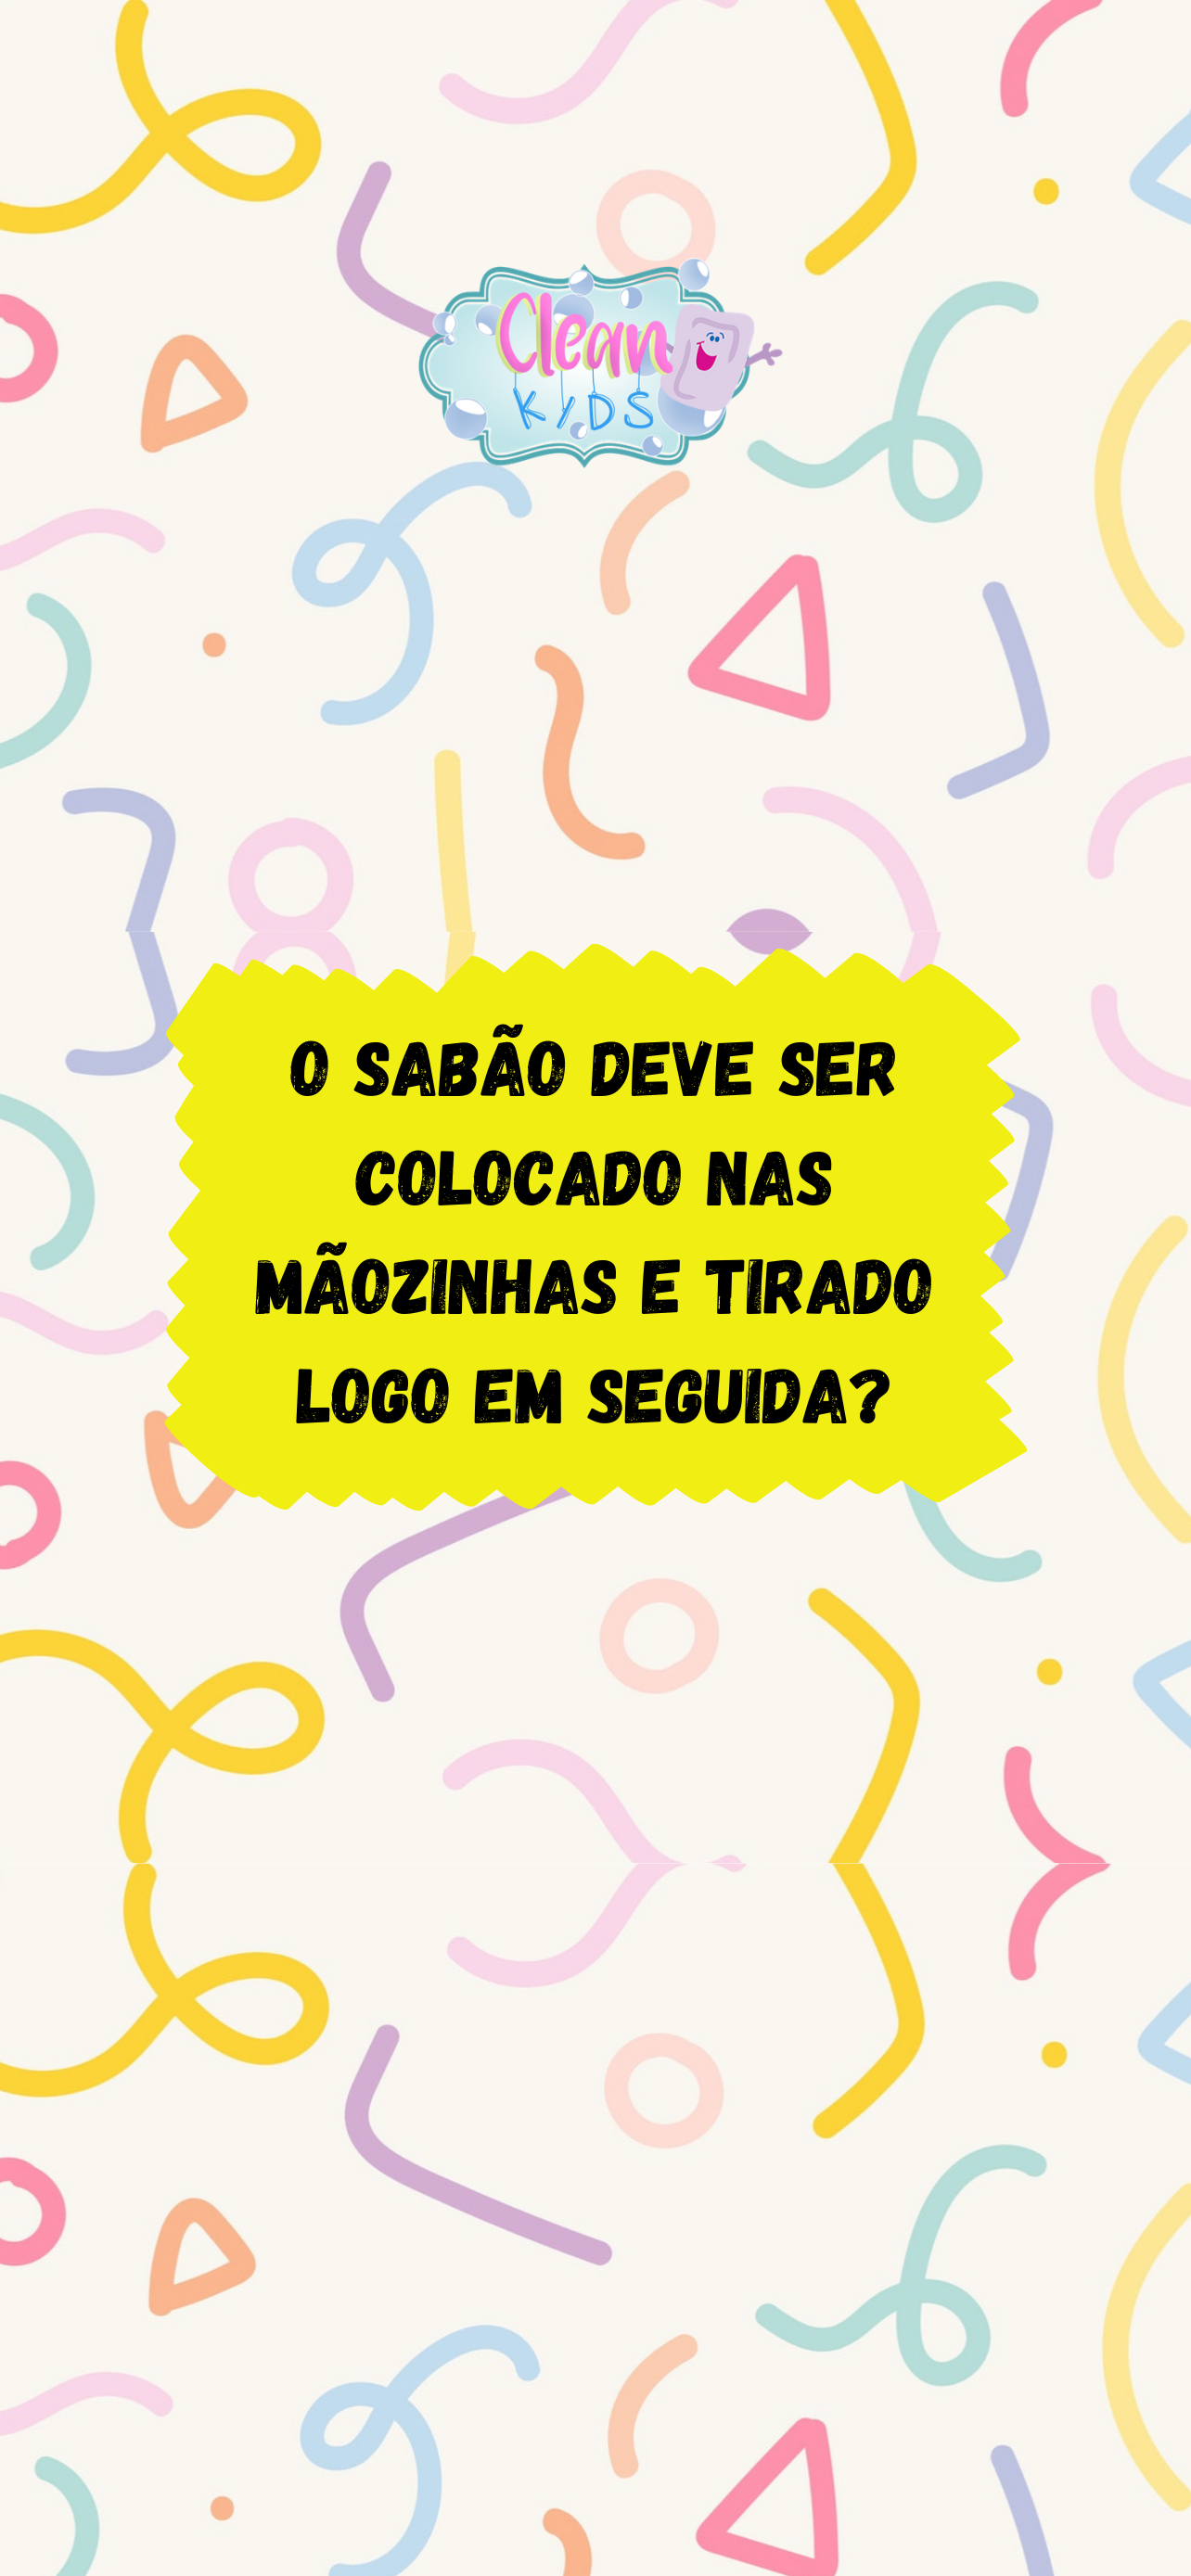 Clean
KIDS
O SABÃO DEVE SER
COLOCADO NAS
MÃOZINHAS E TIRADO
LOGO EM SEGUIDA?